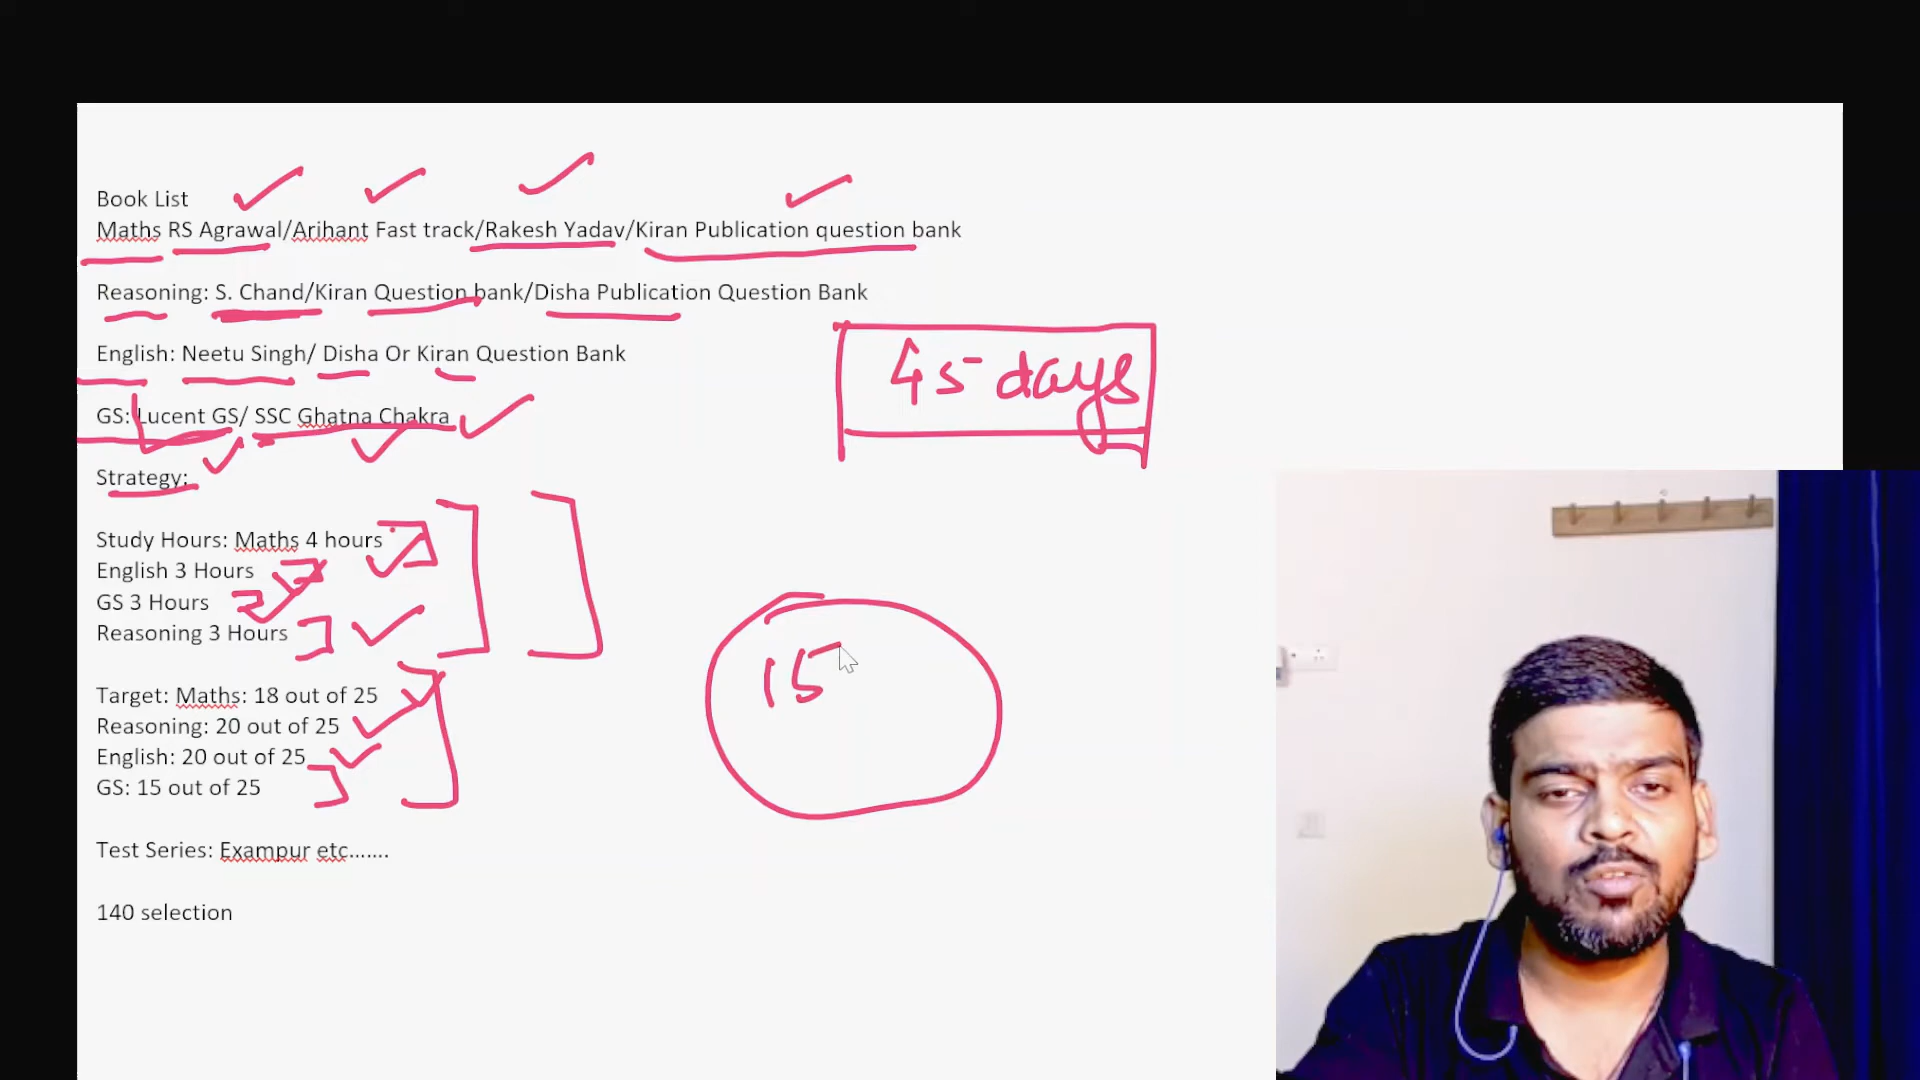 Book List
Maths RS Agrawal/Arihant Fast track/Rakesh Yadav/Kiran Publication question bank
Reasoning: S. Chand/Kiran Question bank/Disha Publication Question Bank
English: Neetu Singh/ Disha Or Kiran Question Bank
45 days
GS: Lucent GS/ SSC Ghatna Chakra
Strategy:
Study Hours: Maths 4 hours
English 3 Hours
GS 3 Hours
Reasoning 3 Hours
15
Target: Maths: 18 out of 25
Reasoning: 20 out of 25
English: 20 out of 25
GS: 15 out of 25
Test Series: Exampur etc…….
140 selection